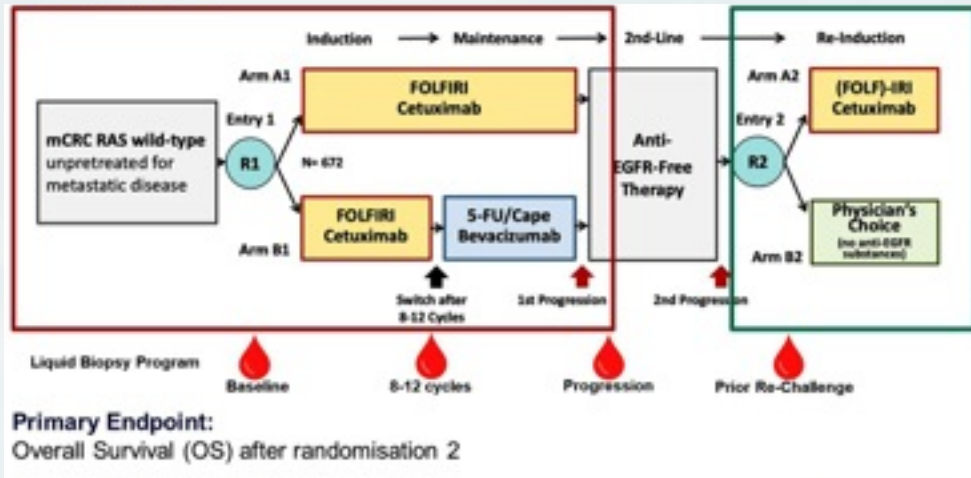 Induction
Maintenance
2nd-Line
Re-Induction
Arm A1
FOLFIRI
Cetuximab
Arm A2
(FOLF)-IRI
Cetuximab
mCRC RAS wild-type
unpretreated for
metastatic disease
Entry 1
R1
N= 672
Anti-
EGFR-Free
Therapy
Entry 2
R2
FOLFIRI
Cetuximab
5-FU/Cape
Bevacizumab
Physician's
Choice
(no anti-EGFR
substances)
Arm B1
Arm B2
Switch after
8-12 Cycles
1st Progression
2nd Progression
Liquid Biopsy Program
Baseline
8-12 cycles
Progression
Prior Re-Challenge
Primary Endpoint:
Overall Survival (OS) after randomisation 2